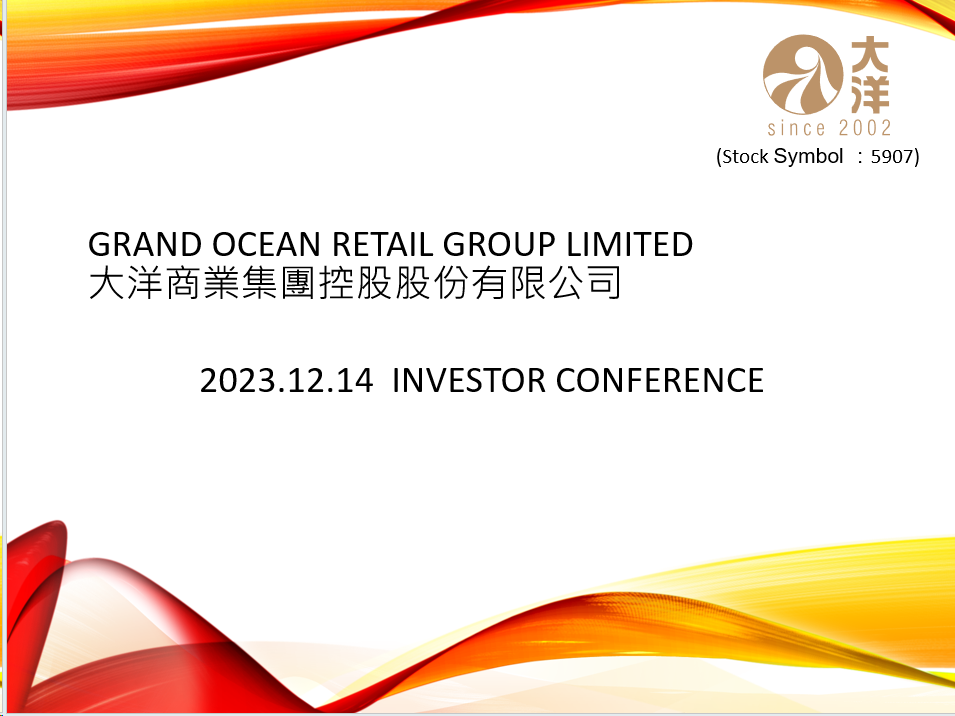 大洋
since 2002
(Stock Symbol ：5907)
GRAND OCEAN RETAIL GROUP LIMITED
大洋商業集團控股股份有限公司
2023.12.14 INVESTOR CONFERENCE